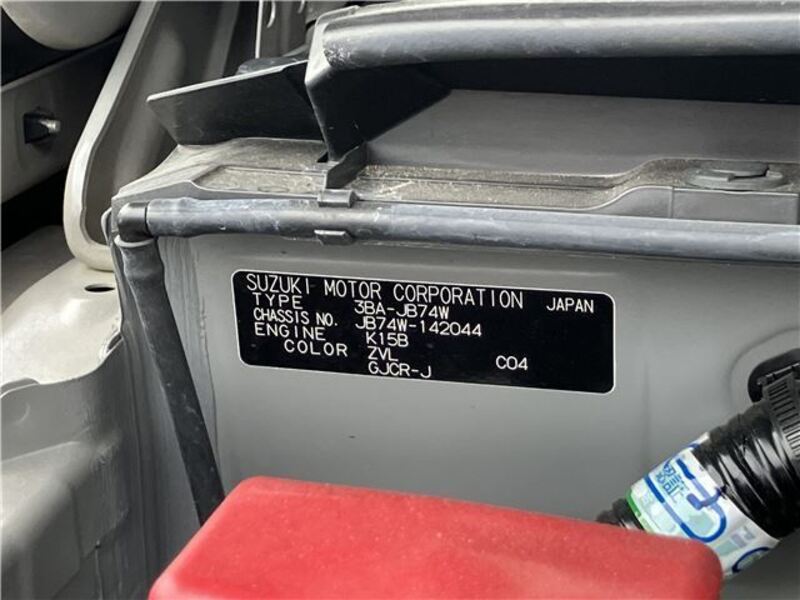 SUZUKI MOTOR CORPORATION JAPAN
TYPE 3BA-JB74W
CHASSIS NO. JB74W-142044
ENGINE K15B
COLOR ZVL C04
GJCR-J